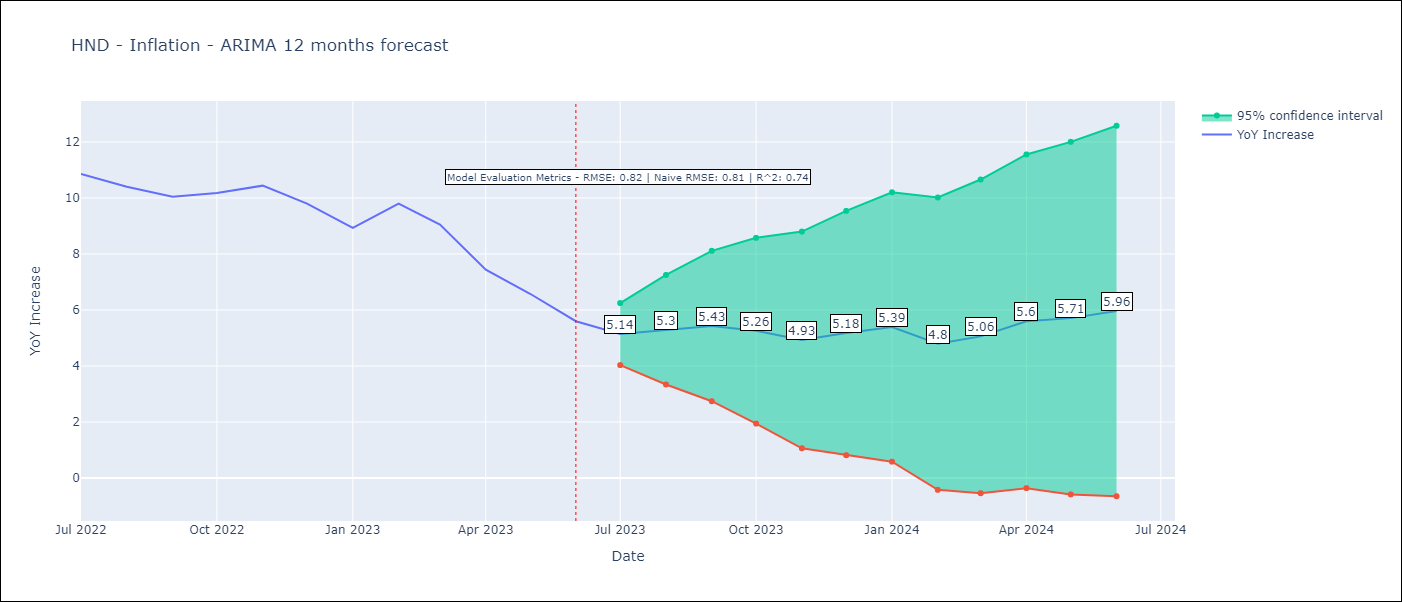 HND - Inflation - ARIMA 12 months forecast
95% confidence interval
YoY Increase
Model Evaluation Metrics - RMSE: 0.82 | Naive RMSE: 0.81 | R^2: 0.74
YoY Increase
12
10
8
6
4
2
0
5.14
5.3
5.43
5.26
4.93
5.18
5.39
4.8
5.06
5.6
5.71
5.96
Jul 2022
Oct 2022
Jan 2023
Apr 2023
Jul 2023
Oct 2023
Jan 2024
Apr 2024
Jul 2024
Date